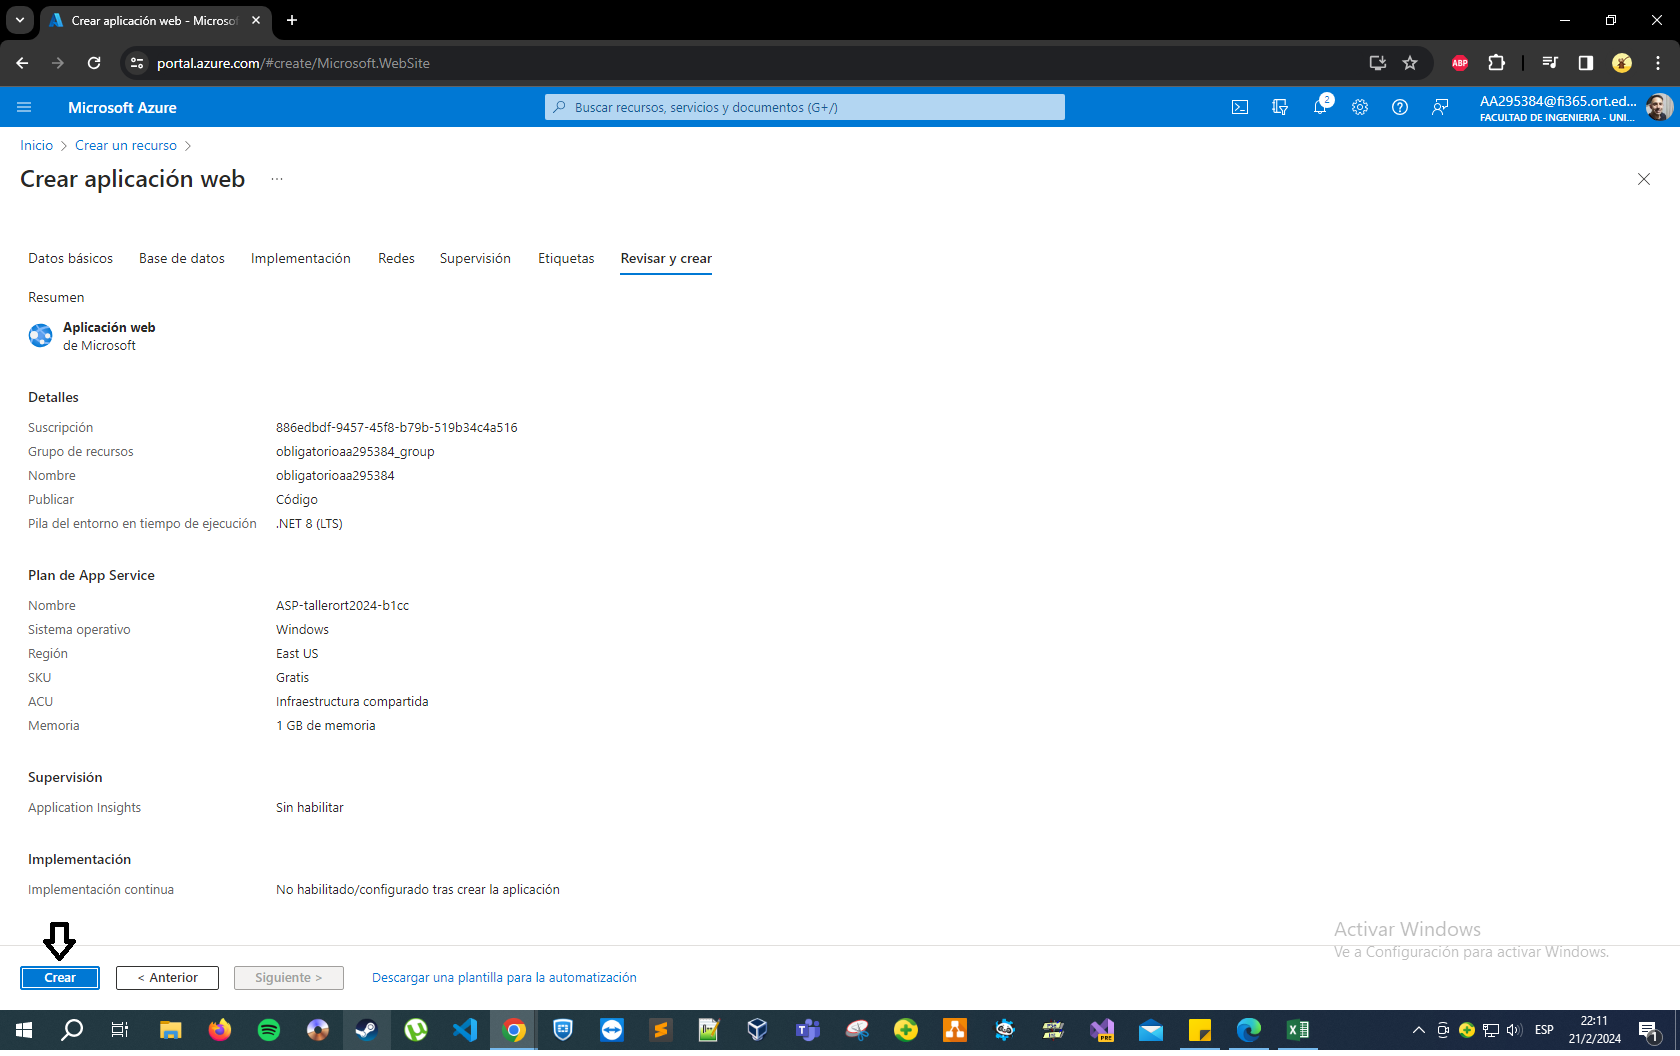 Crear aplicación web - Microsof
portal.azure.com/#create/Microsoft.WebSite
ABP
Microsoft Azure
Buscar recursos, servicios y documentos (G+/)
2
AA295384@fi365.ort.ed...
FACULTAD DE INGENIERIA - UNI...
Inicio > Crear un recurso >
Crear aplicación web ...
Datos básicos Base de datos Implementación Redes Supervisión Etiquetas Revisar y crear
Resumen
Aplicación web
de Microsoft
Detalles
Suscripción 886edbdf-9457-45f8-b79b-519b34c4a516
Grupo de recursos obligatorioaa295384_group
Nombre obligatorioaa295384
Publicar Código
Pila del entorno en tiempo de ejecución .NET 8 (LTS)
Plan de App Service
Nombre ASP-tallerort2024-b1cc
Sistema operativo Windows
Región East US
SKU Gratis
ACU Infraestructura compartida
Memoria 1 GB de memoria
Supervisión
Application Insights Sin habilitar
Implementación
Implementación continua No habilitado/configurado tras crear la aplicación
Activar Windows
Ve a Configuración para activar Windows.
Crear < Anterior Siguiente > Descargar una plantilla para la automatización
PRE
ESP
22:11
21/2/2024
1